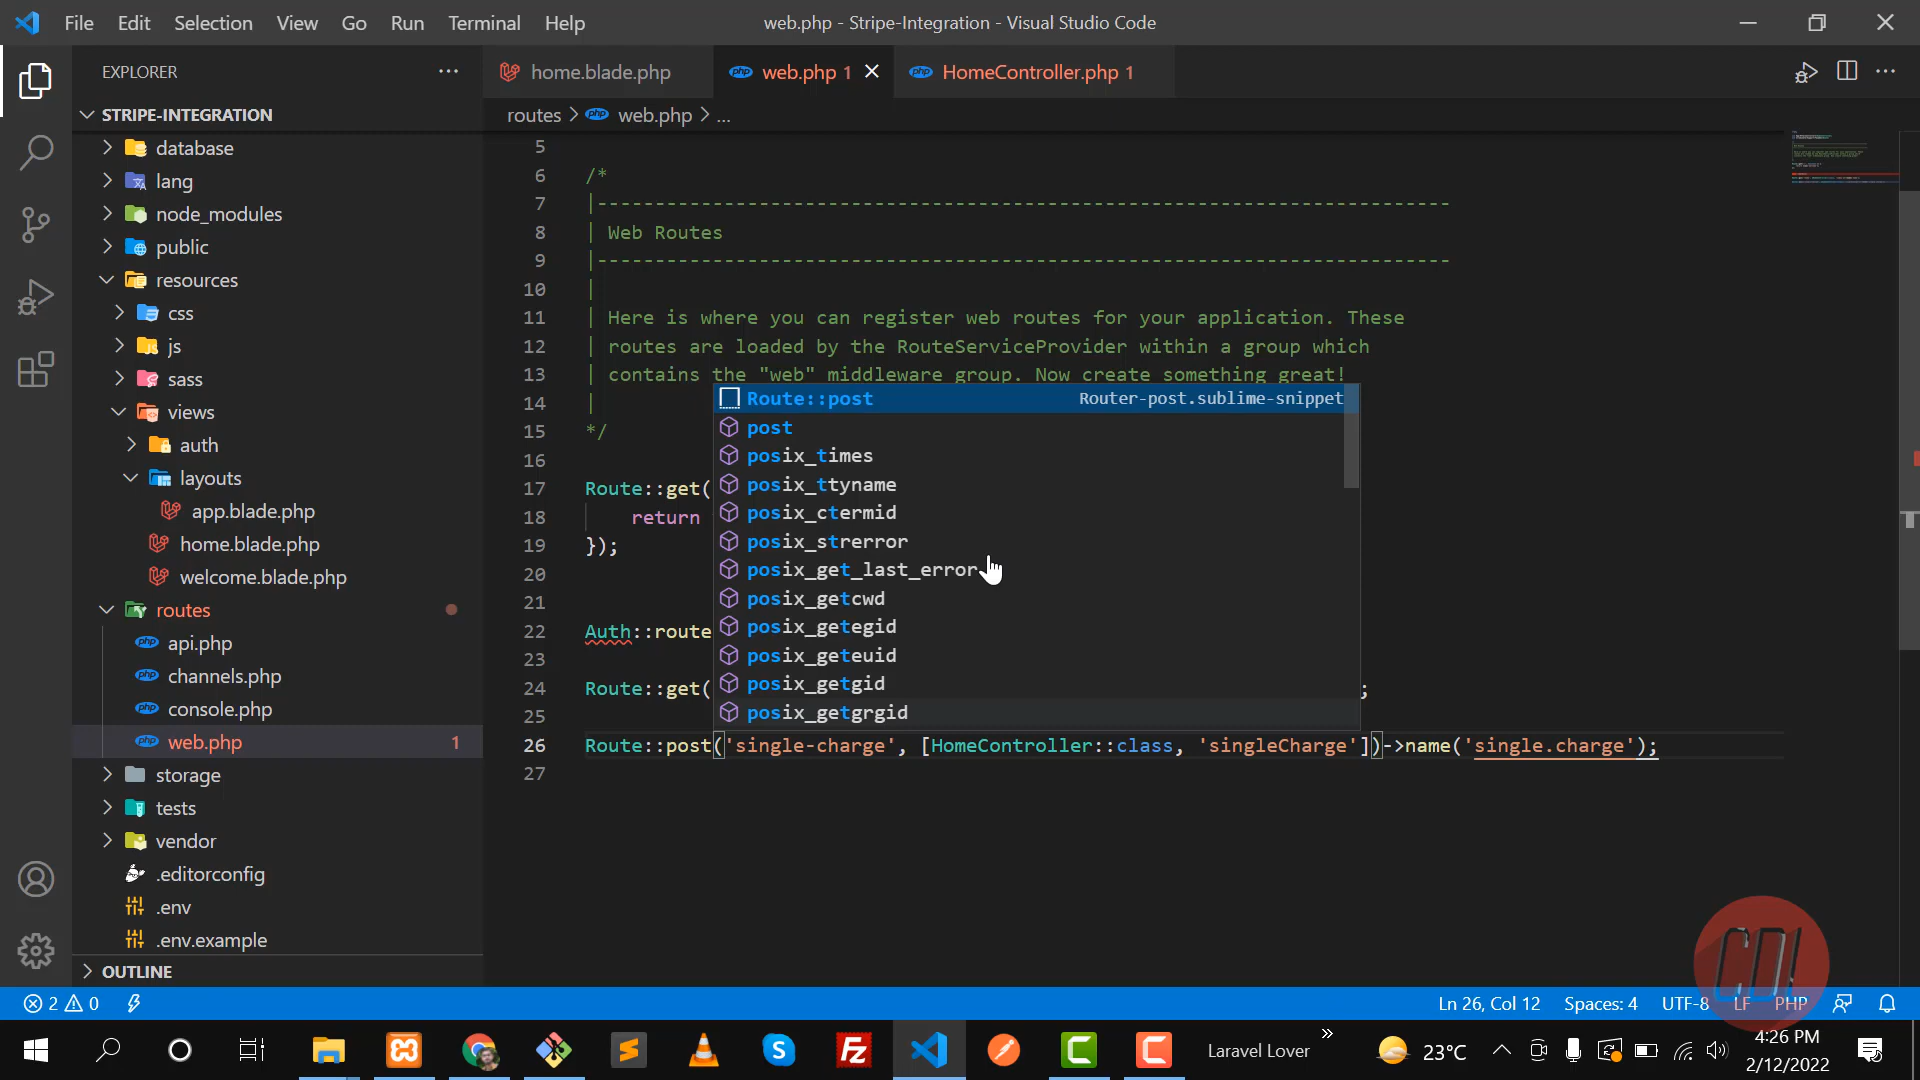 File Edit Selection View Go Run Terminal Help
web.php - Stripe-Integration - Visual Studio Code
EXPLORER
home.blade.php
web.php 1
HomeController.php 1
STRIPE-INTEGRATION
routes > web.php > ...
database
lang
node_modules
public
resources
css
js
sass
views
auth
layouts
app.blade.php
home.blade.php
welcome.blade.php
routes
api.php
channels.php
console.php
web.php 1
storage
tests
vendor
.editorconfig
.env
.env.example
OUTLINE
5
6 /*
7 |--------------------------------------------------------------------------
8 | Web Routes
9 |--------------------------------------------------------------------------
10 |
11 | Here is where you can register web routes for your application. These
12 | routes are loaded by the RouteServiceProvider within a group which
13 | contains the "web" middleware group. Now create something great!
14 |
15 */
16
17 Route::get(
18 return
19 });
20
21
22 Auth::route
23
24 Route::get( ;
25
26 Route::post('single-charge', [HomeController::class, 'singleCharge'])->name('single.charge');
27
Route::post Router-post.sublime-snippet
post
posix_times
posix_ttyname
posix_ctermid
posix_strerror
posix_get_last_error
posix_getcwd
posix_getegid
posix_geteuid
posix_getgid
posix_getgrgid
2 0
Ln 26, Col 12 Spaces: 4 UTF-8 LF PHP
CDI
Laravel Lover
23°C
4:26 PM
2/12/2022